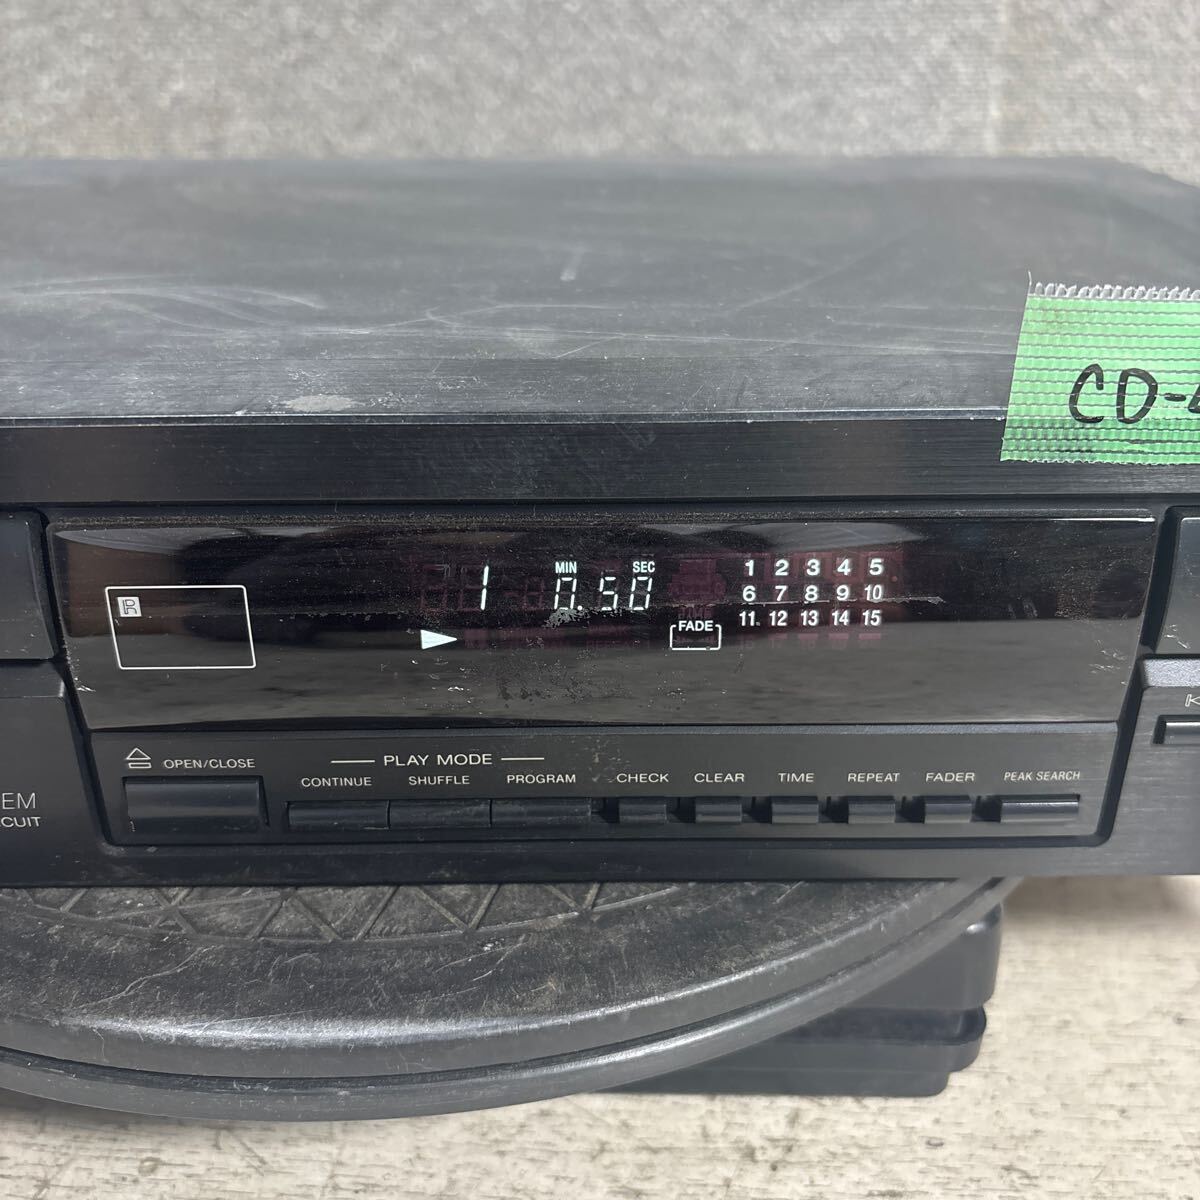 CD-
1 0.50
MIN SEC
1 2 3 4 5
6 7 8 9 10
11 12 13 14 15
FADE
R
OPEN/CLOSE
PLAY MODE
CONTINUE SHUFFLE PROGRAM CHECK CLEAR TIME REPEAT FADER PEAK SEARCH
EM
CUIT